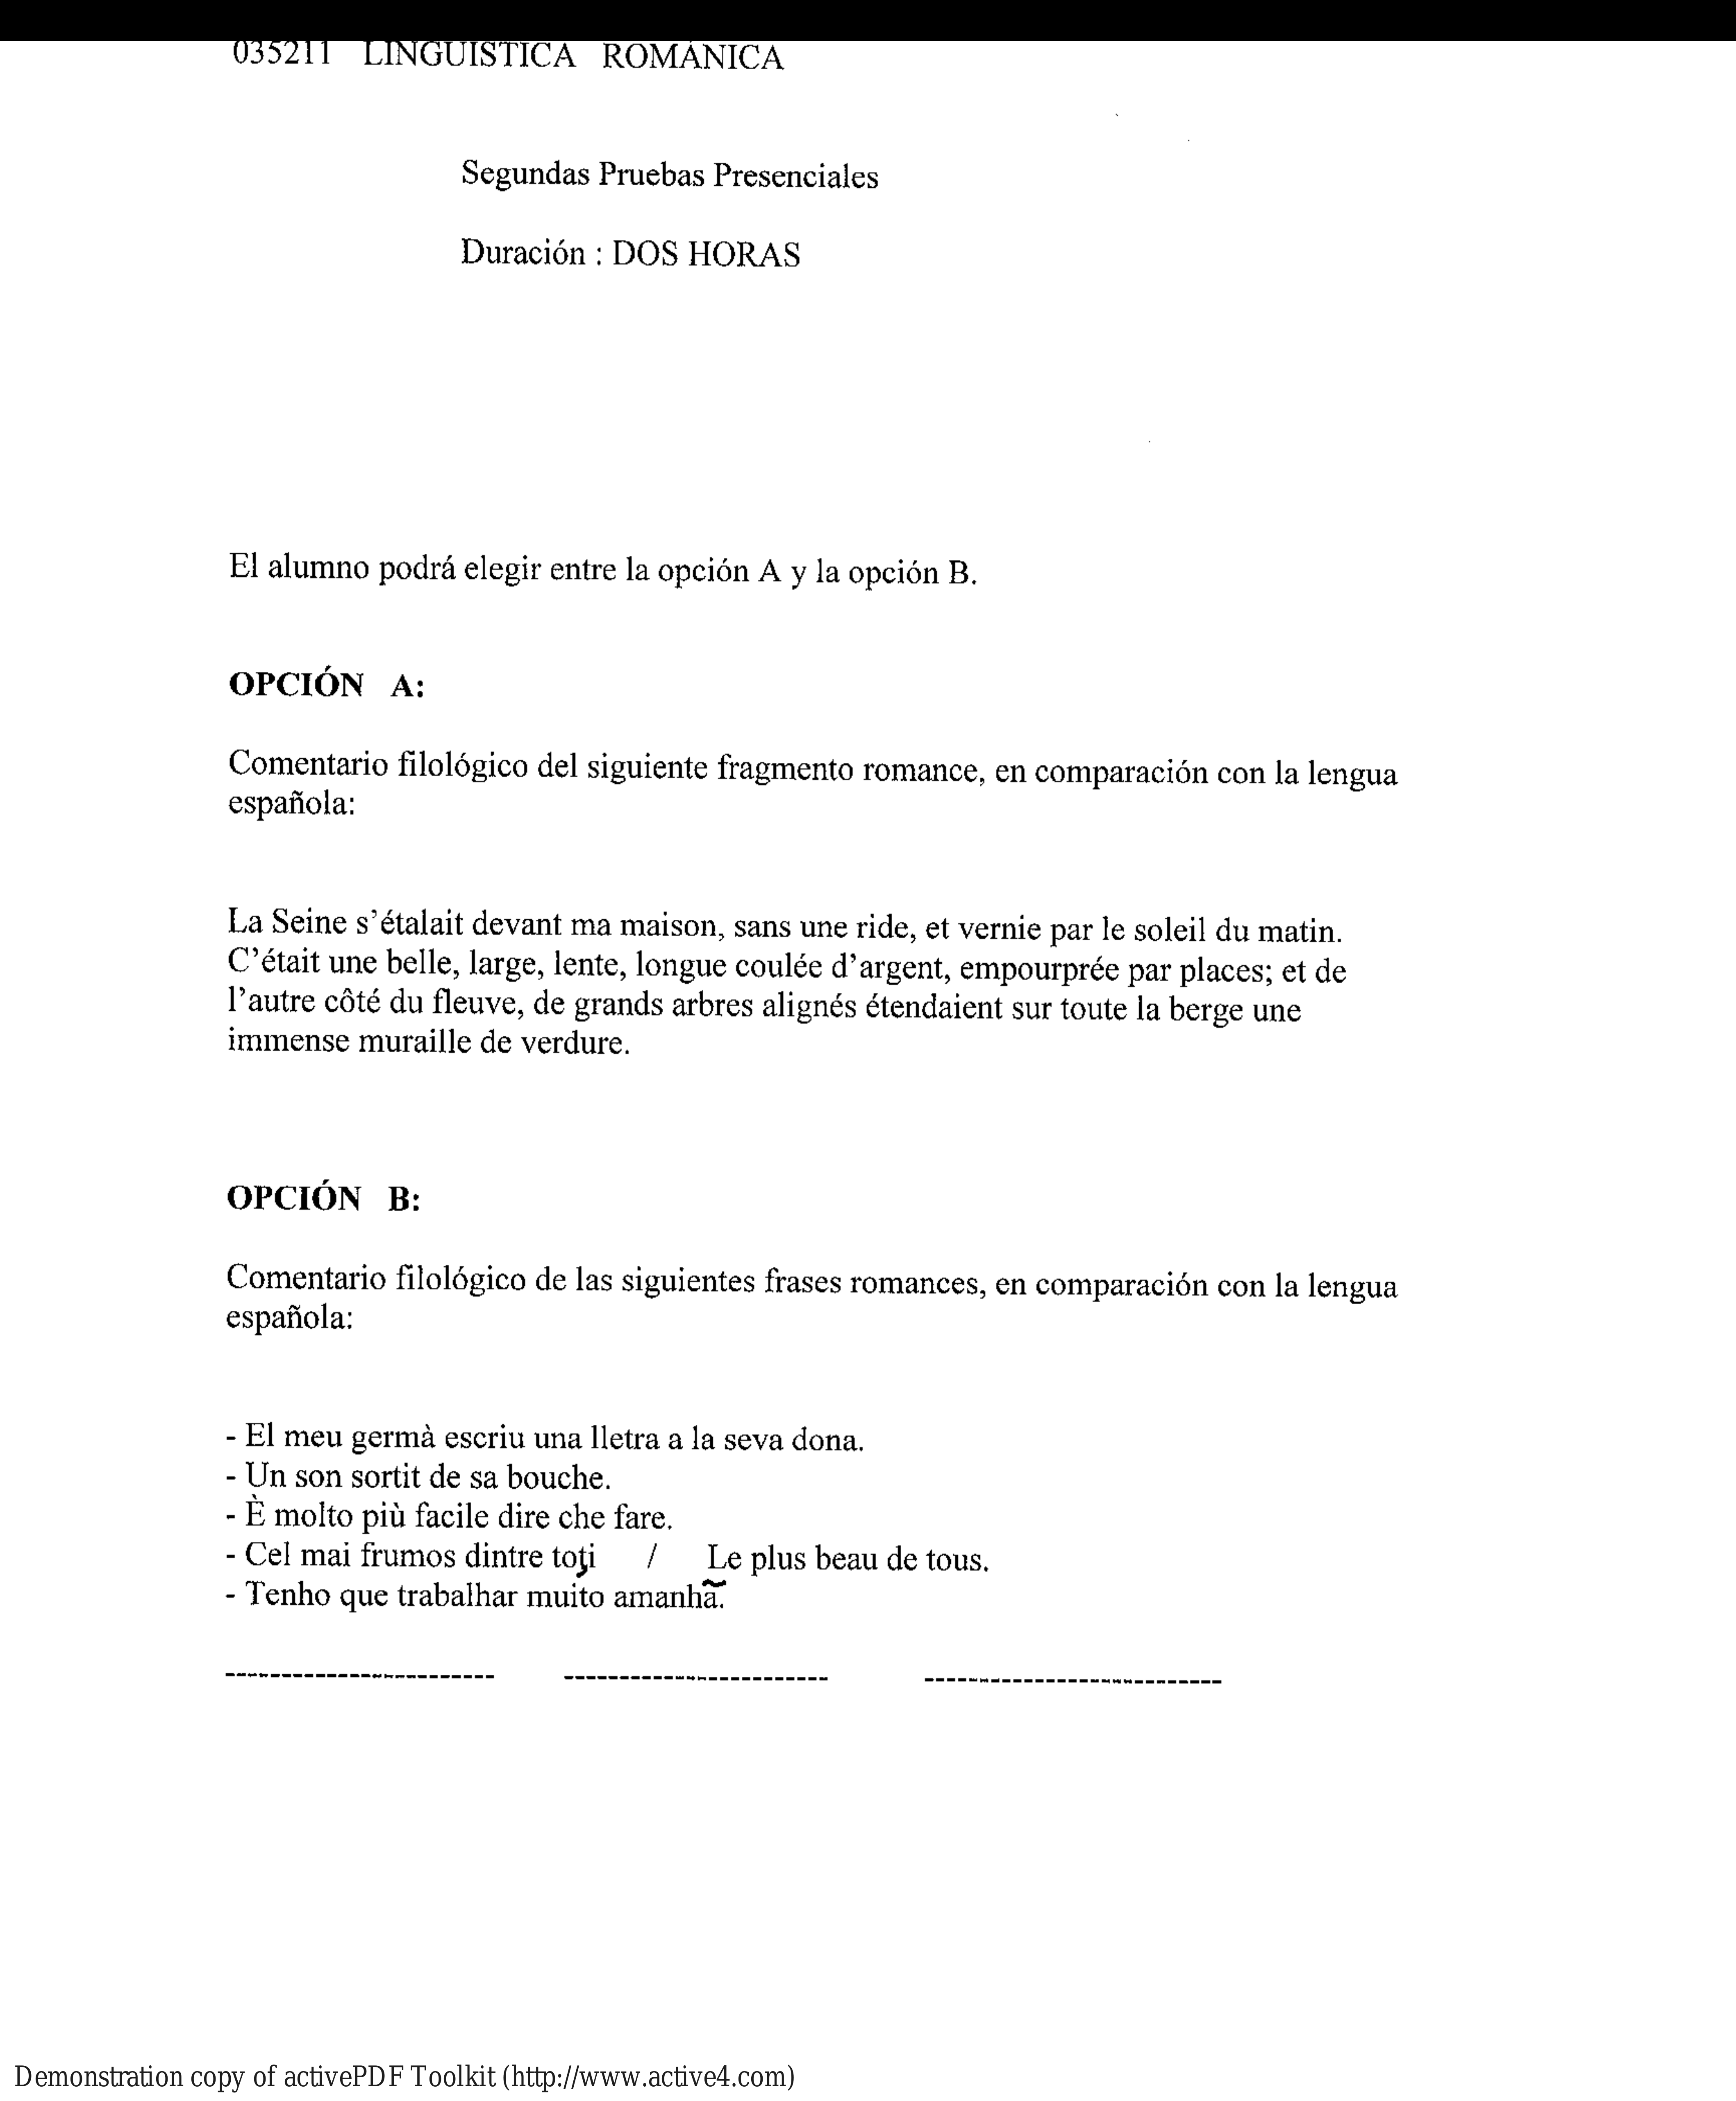 035211 LINGUISTICA ROMÁNICA
Segundas Pruebas Presenciales
Duración : DOS HORAS
El alumno podrá elegir entre la opción A y la opción B.
OPCIÓN A:
Comentario filológico del siguiente fragmento romance, en comparación con la lengua
española:
La Seine s'étalait devant ma maison, sans une ride, et vernie par le soleil du matin.
C'était une belle, large, lente, longue coulée d'argent, empourprée par places; et de
l'autre côté du fleuve, de grands arbres alignés étendaient sur toute la berge une
immense muraille de verdure.
OPCIÓN B:
Comentario filológico de las siguientes frases romances, en comparación con la lengua
española:
- El meu germà escriu una lletra a la seva dona.
- Un son sortit de sa bouche.
- È molto più facile dire che fare.
- Cel mai frumos dintre toți / Le plus beau de tous.
- Tenho que trabalhar muito amanhã.
------------------------ ------------------------ ---------------------------
Demonstration copy of activePDF Toolkit (http://www.active4.com)